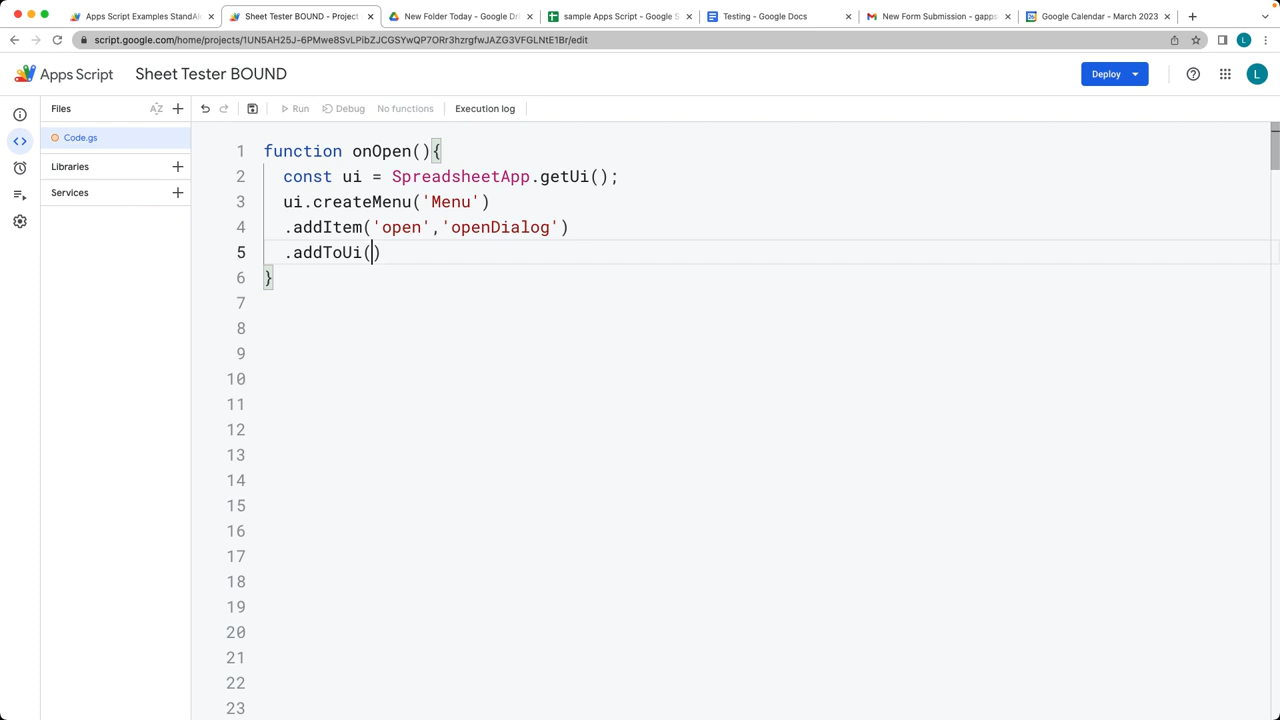 Apps Script Examples StandAl
Sheet Tester BOUND - Project
New Folder Today - Google Dri
sample Apps Script - Google S
Testing - Google Docs
New Form Submission - gapps
Google Calendar - March 2023
script.google.com/home/projects/1UN5AH25J-6PMwe8SvLPibZJCGSYwQP7ORr3hzrgfwJAZG3VFGLNtE1Br/edit
L
Apps Script
Sheet Tester BOUND
Deploy
L
Files
AZ
Run
Debug
No functions
Execution log
Code.gs
Libraries
Services
1 function onOpen(){
2 const ui = SpreadsheetApp.getUi();
3 ui.createMenu('Menu')
4 .addItem('open','openDialog')
5 .addToUi()
6 }
7
8
9
10
11
12
13
14
15
16
17
18
19
20
21
22
23